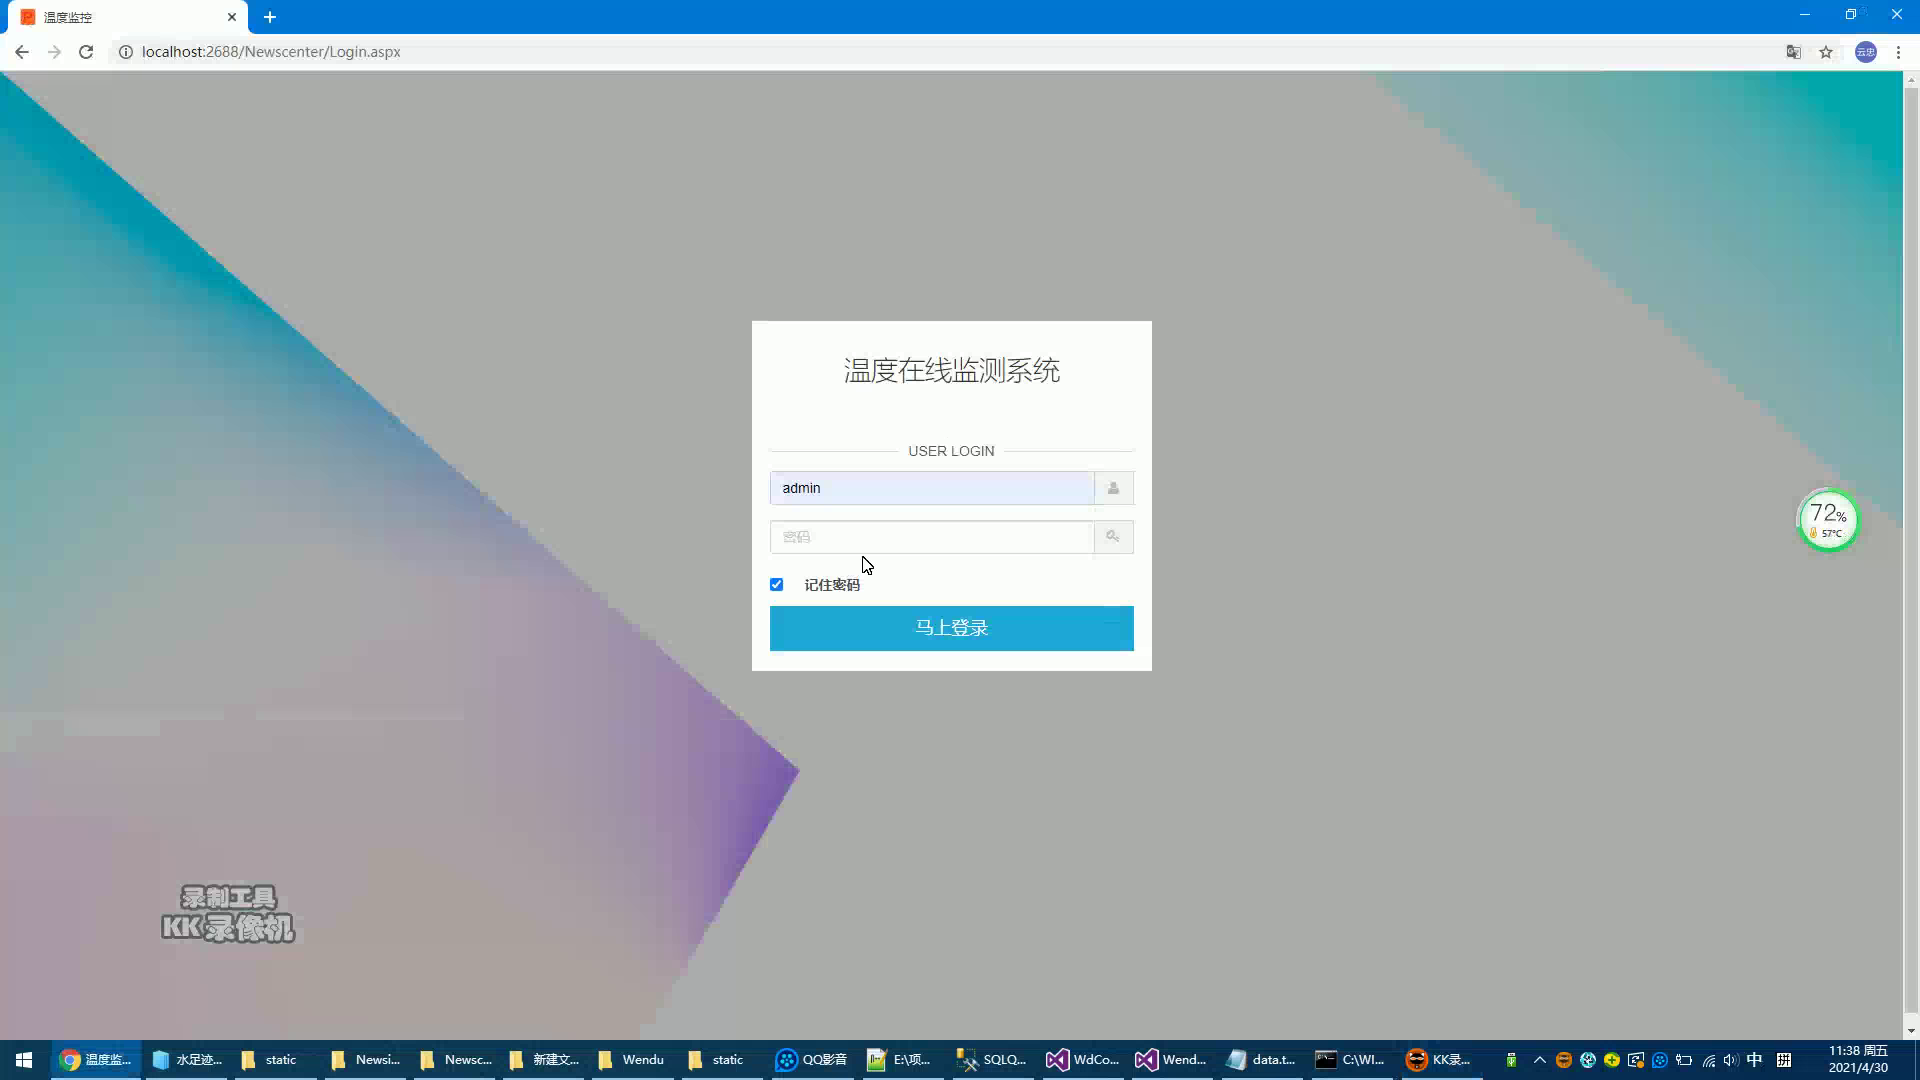 温度监控
localhost:2688/Newscenter/Login.aspx
云忠
温度在线监测系统
USER LOGIN
admin
密码
记住密码
马上登录
72%
57℃
录制工具
KK录像机
温度监...
水足迹...
static
Newsi...
Newsc...
新建文...
Wendu
static
QQ影音
E:\项...
SQLQ...
WdCo...
Wend...
data.t...
C:\WI...
KK录...
中
拼
11:38 周五
2021/4/30